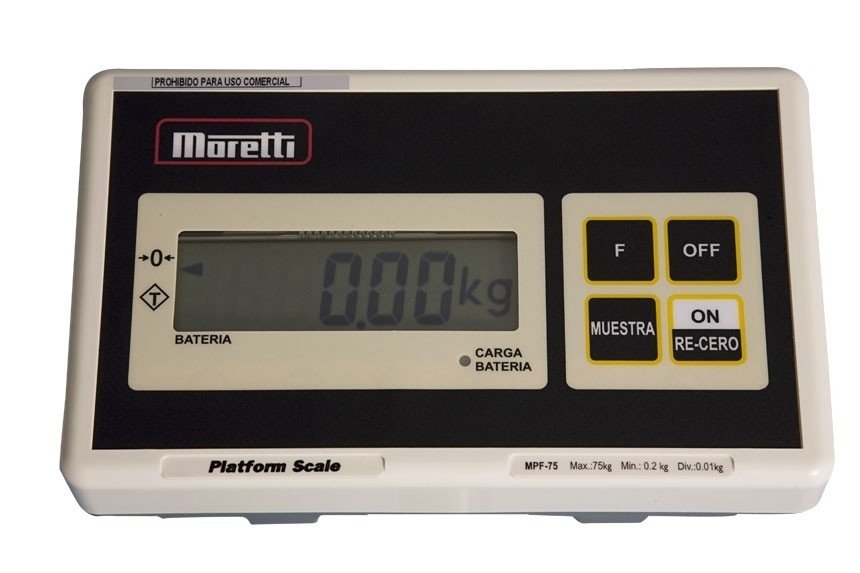 PROHIBIDO PARA USO COMERCIAL
Moretti
→0←
T
0.00kg
BATERIA
CARGA
BATERIA
F
OFF
MUESTRA
ON
RE-CERO
Platform Scale
MPF-75 Max.:75kg Min.: 0.2 kg Div.:0.01kg